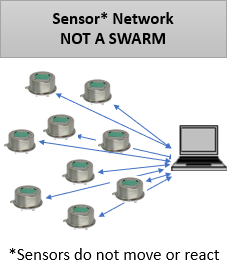 Sensor* Network
NOT A SWARM
*Sensors do not move or react